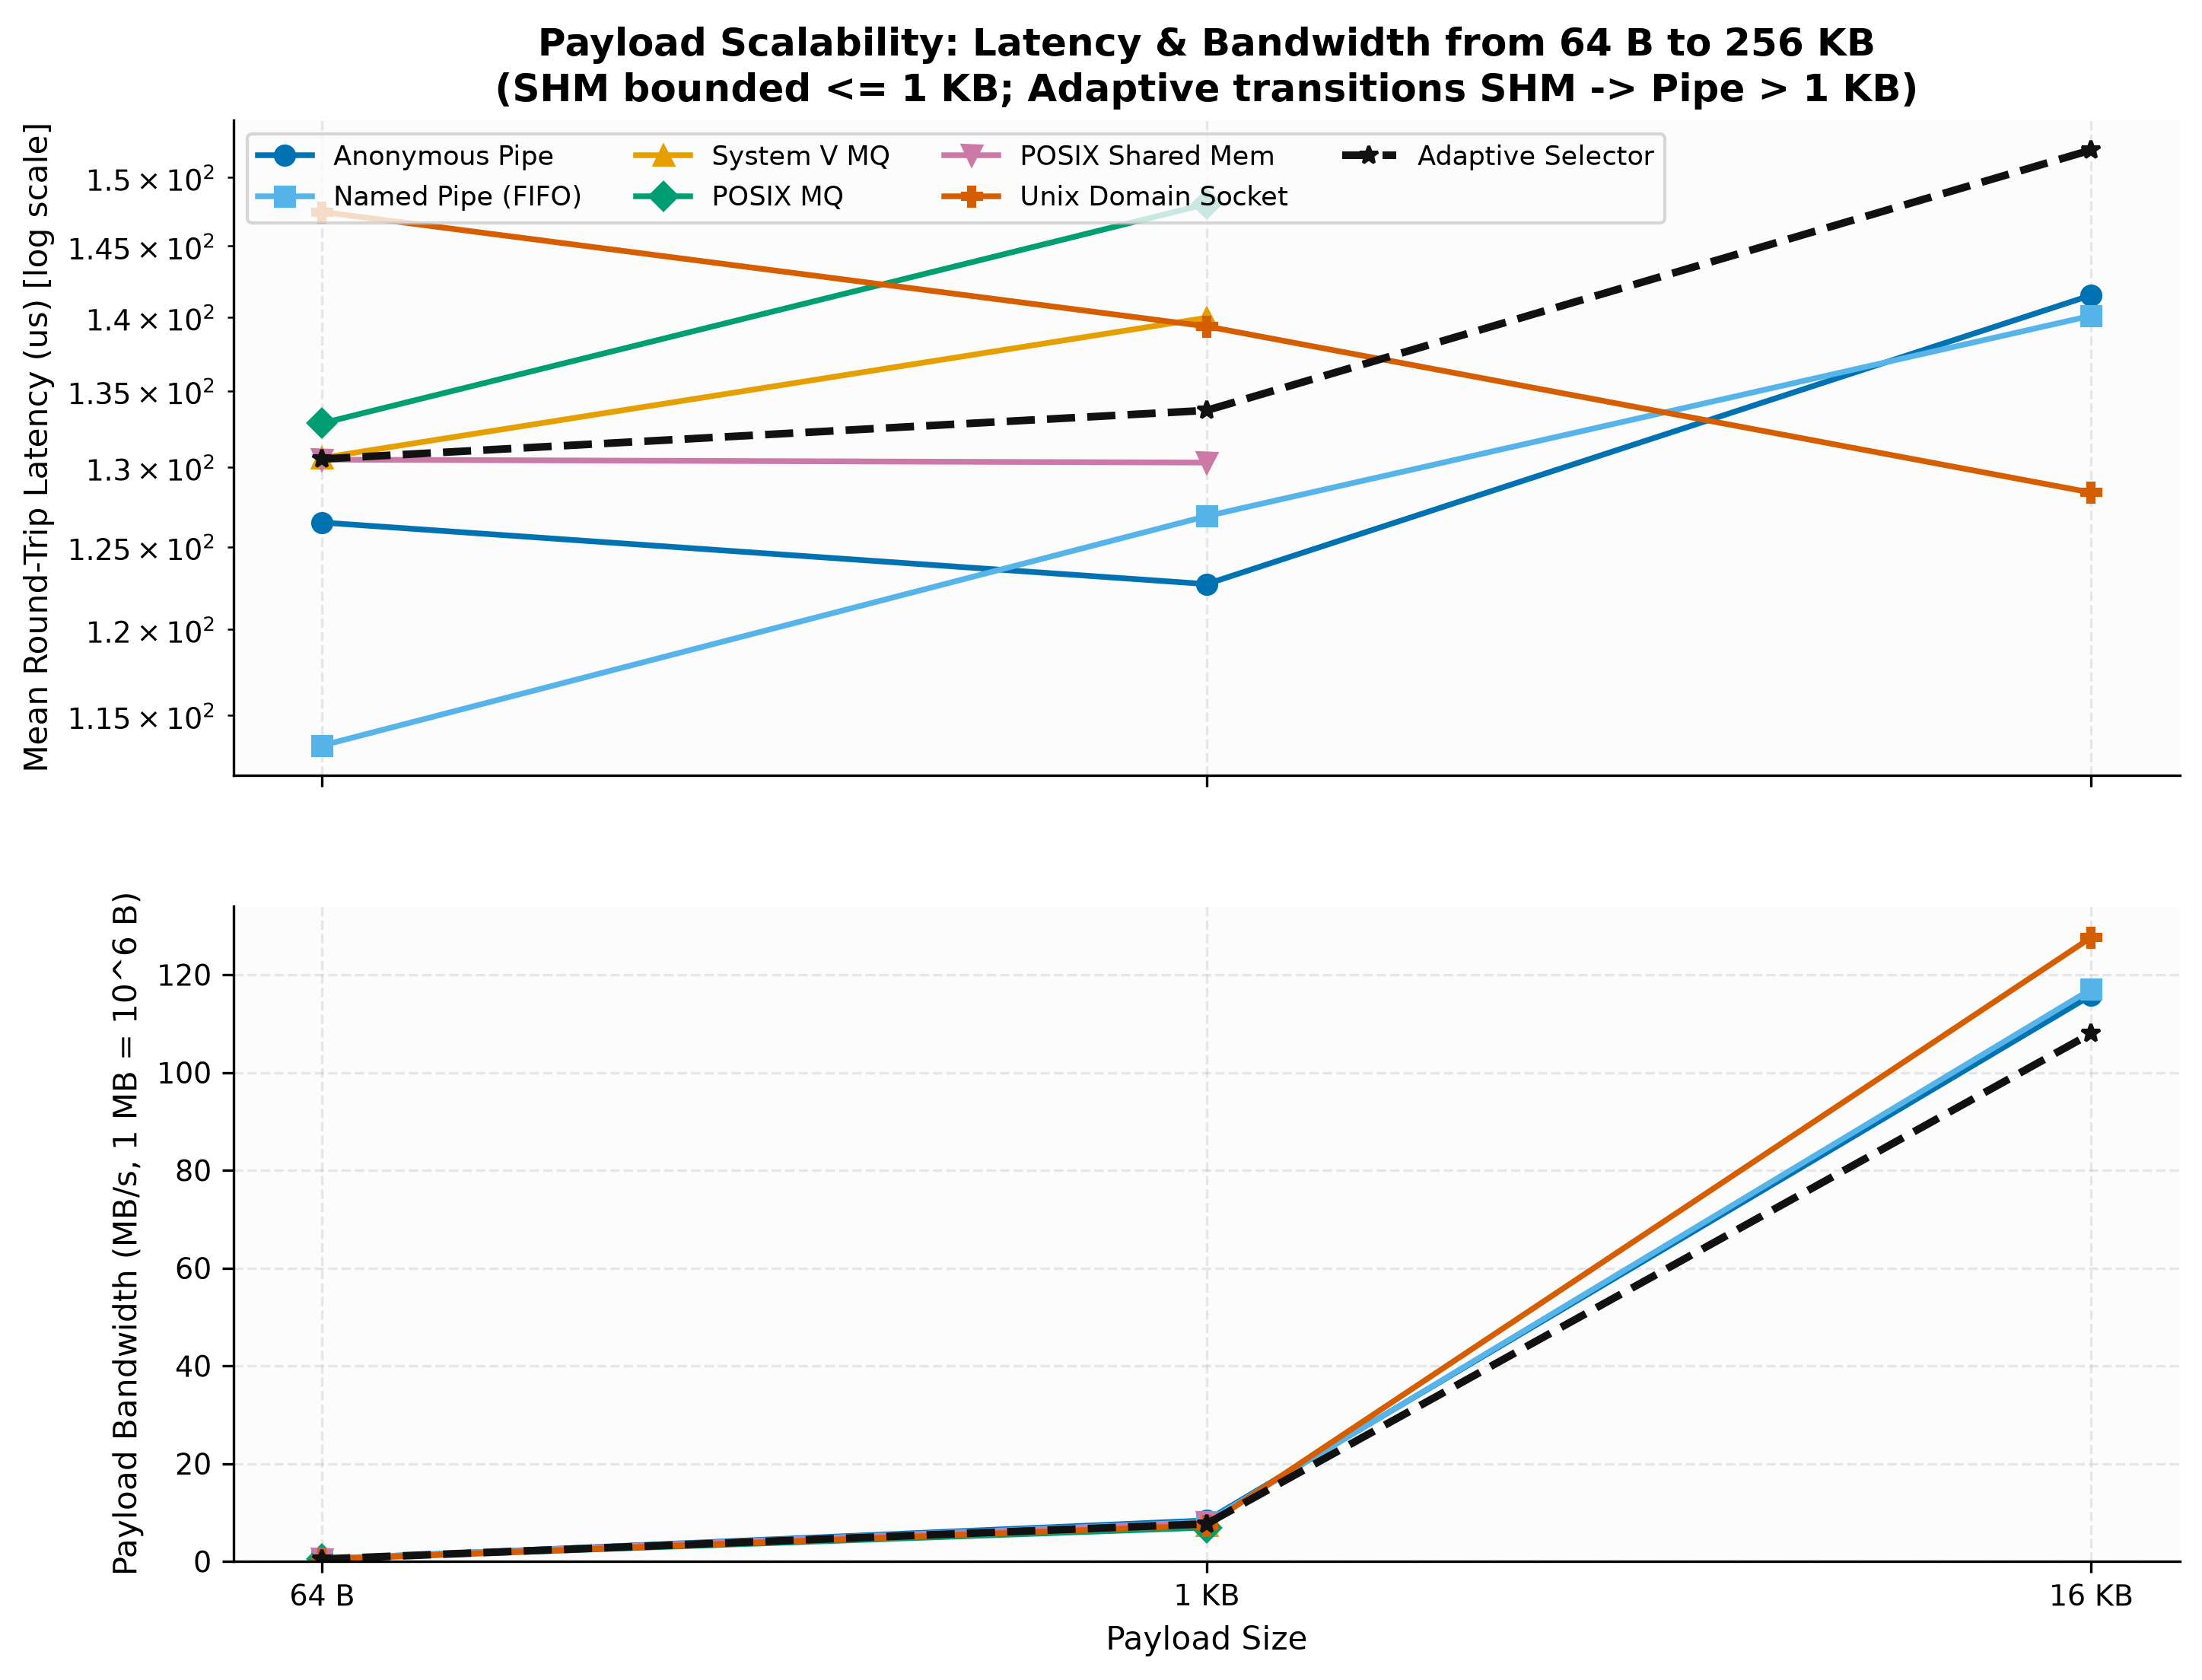 Payload Scalability: Latency & Bandwidth from 64 B to 256 KB
(SHM bounded <= 1 KB; Adaptive transitions SHM -> Pipe > 1 KB)
Mean Round-Trip Latency (us) [log scale]
Anonymous Pipe
Named Pipe (FIFO)
System V MQ
POSIX MQ
POSIX Shared Mem
Unix Domain Socket
Adaptive Selector
1.5 × 10²
1.45 × 10²
1.4 × 10²
1.35 × 10²
1.3 × 10²
1.25 × 10²
1.2 × 10²
1.15 × 10²
Payload Bandwidth (MB/s, 1 MB = 10^6 B)
120
100
80
60
40
20
0
64 B
1 KB
16 KB
Payload Size